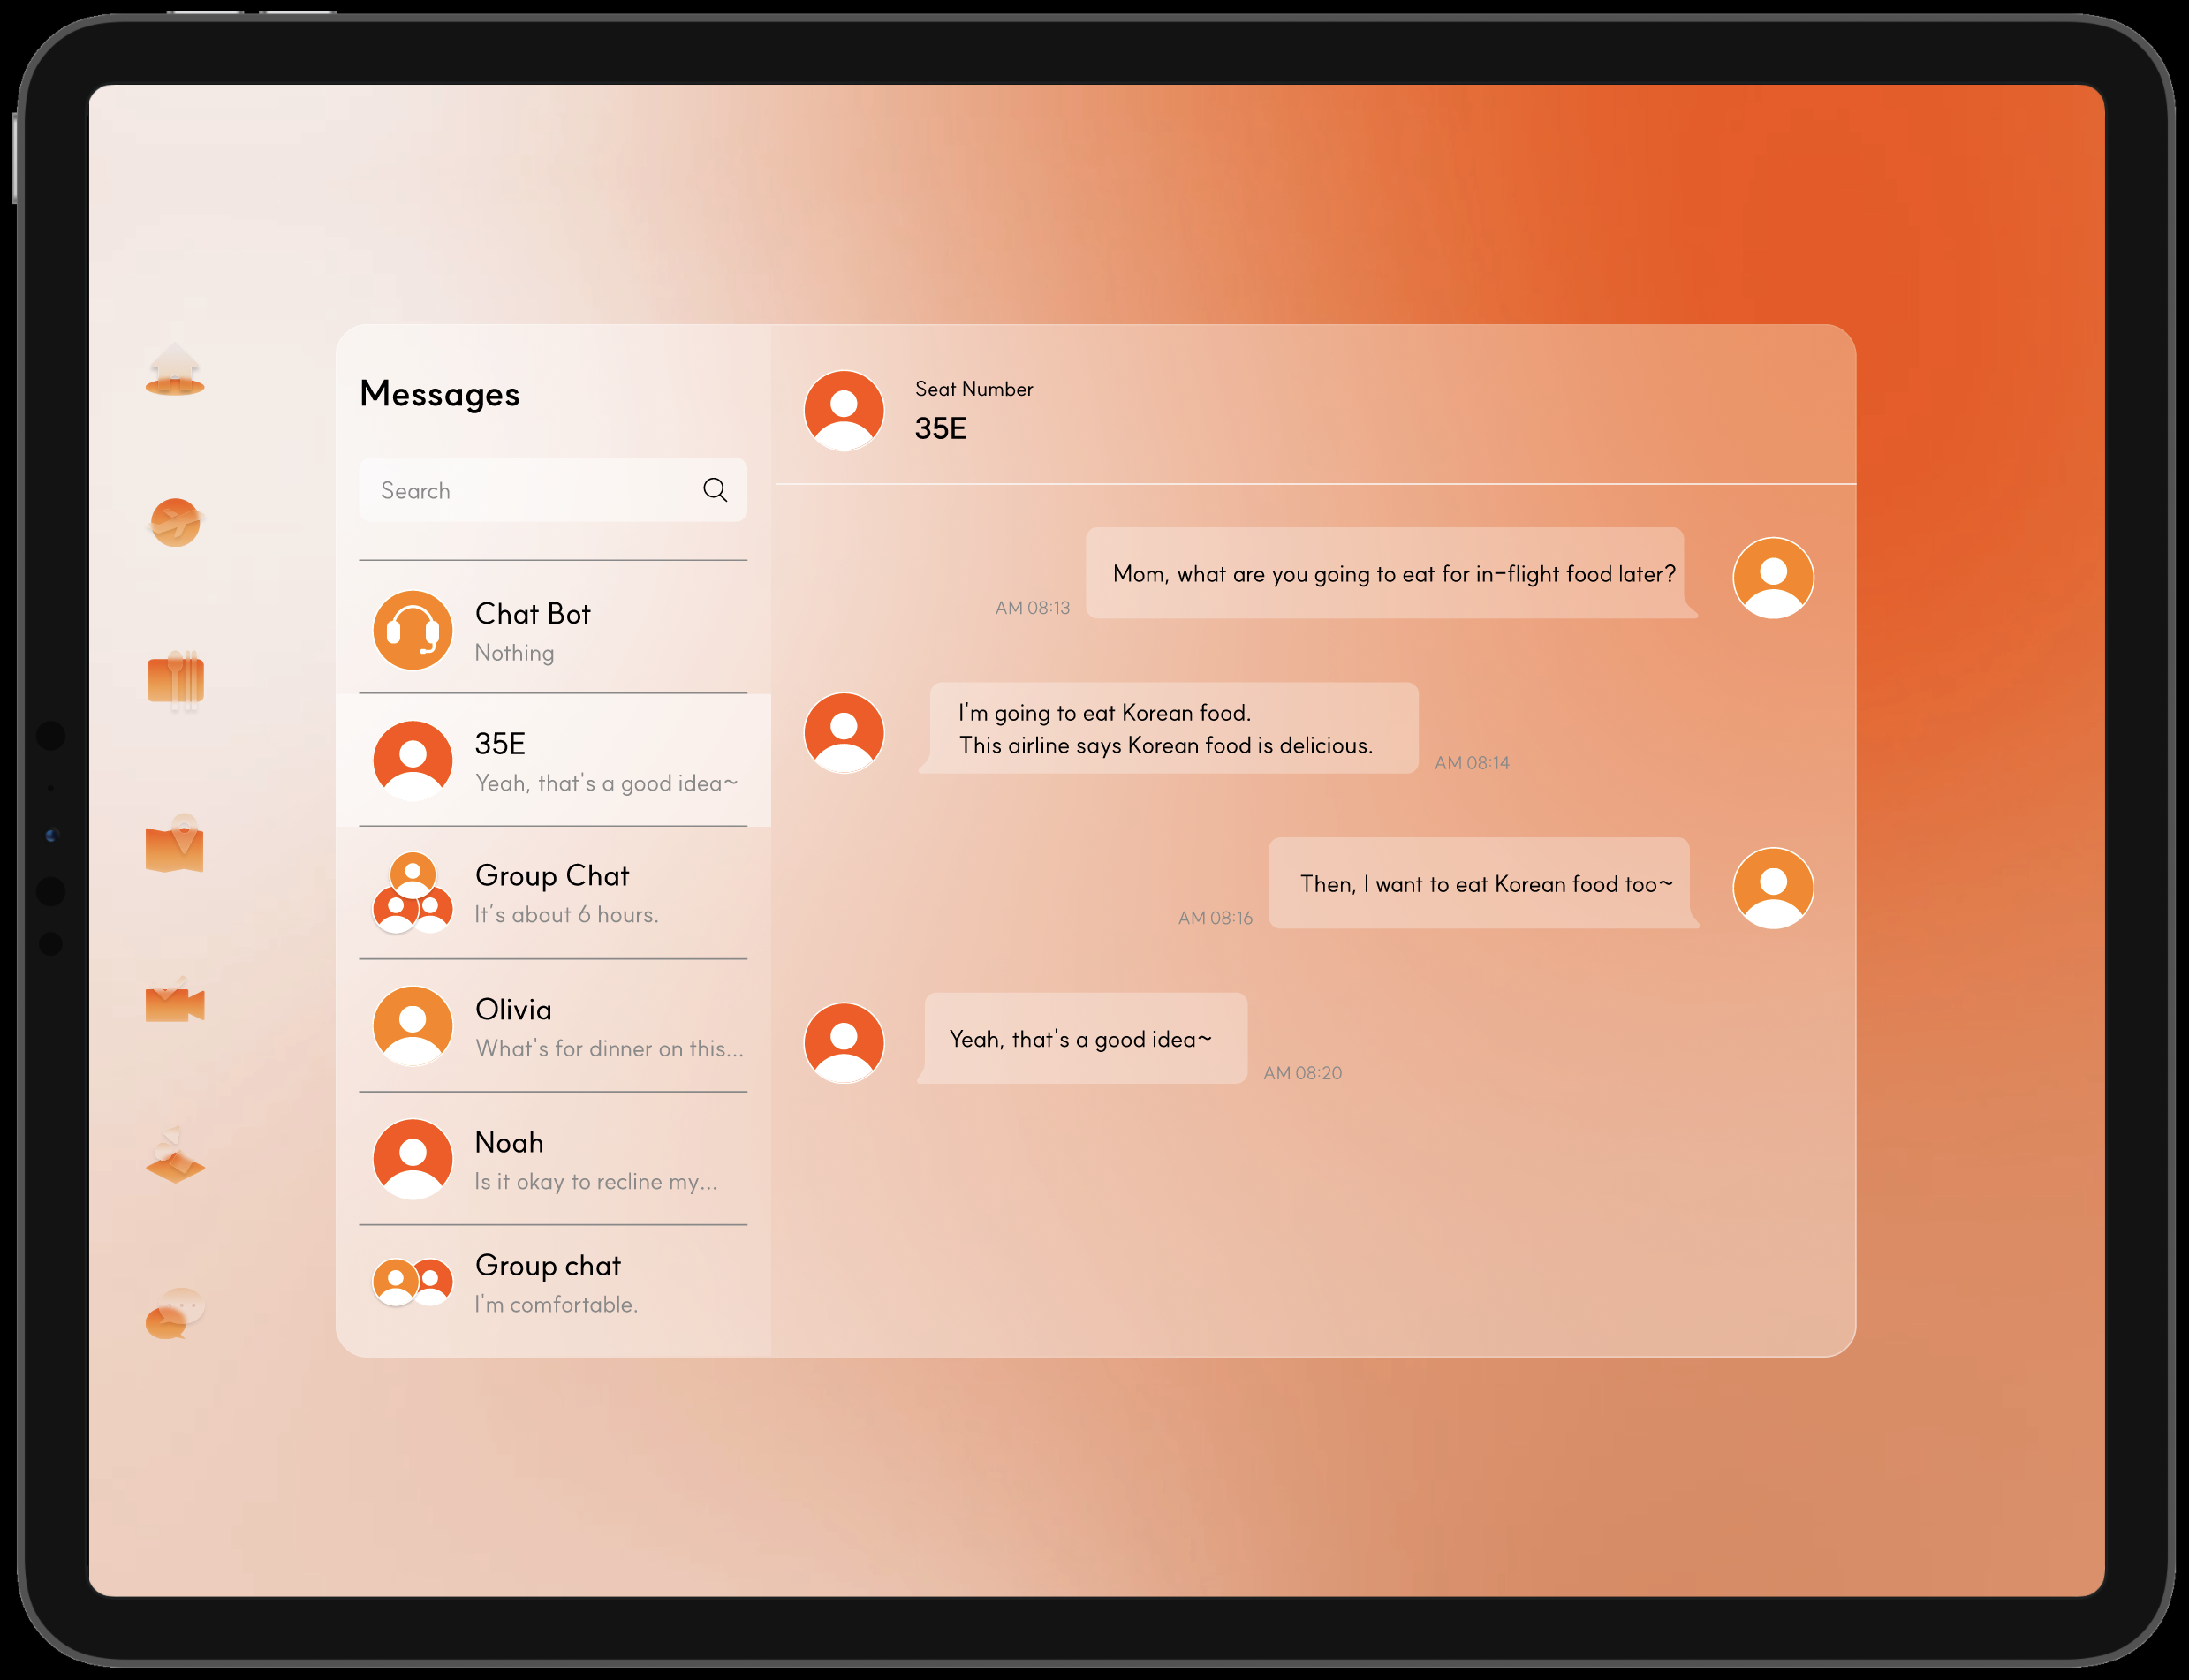 Messages
Search
Chat Bot
Nothing
35E
Yeah, that's a good idea~
Group Chat
It's about 6 hours.
Olivia
What's for dinner on this...
Noah
Is it okay to recline my...
Group chat
I'm comfortable.
Seat Number
35E
Mom, what are you going to eat for in-flight food later?
AM 08:13
I'm going to eat Korean food.
This airline says Korean food is delicious.
AM 08:14
Then, I want to eat Korean food too~
AM 08:16
Yeah, that's a good idea~
AM 08:20